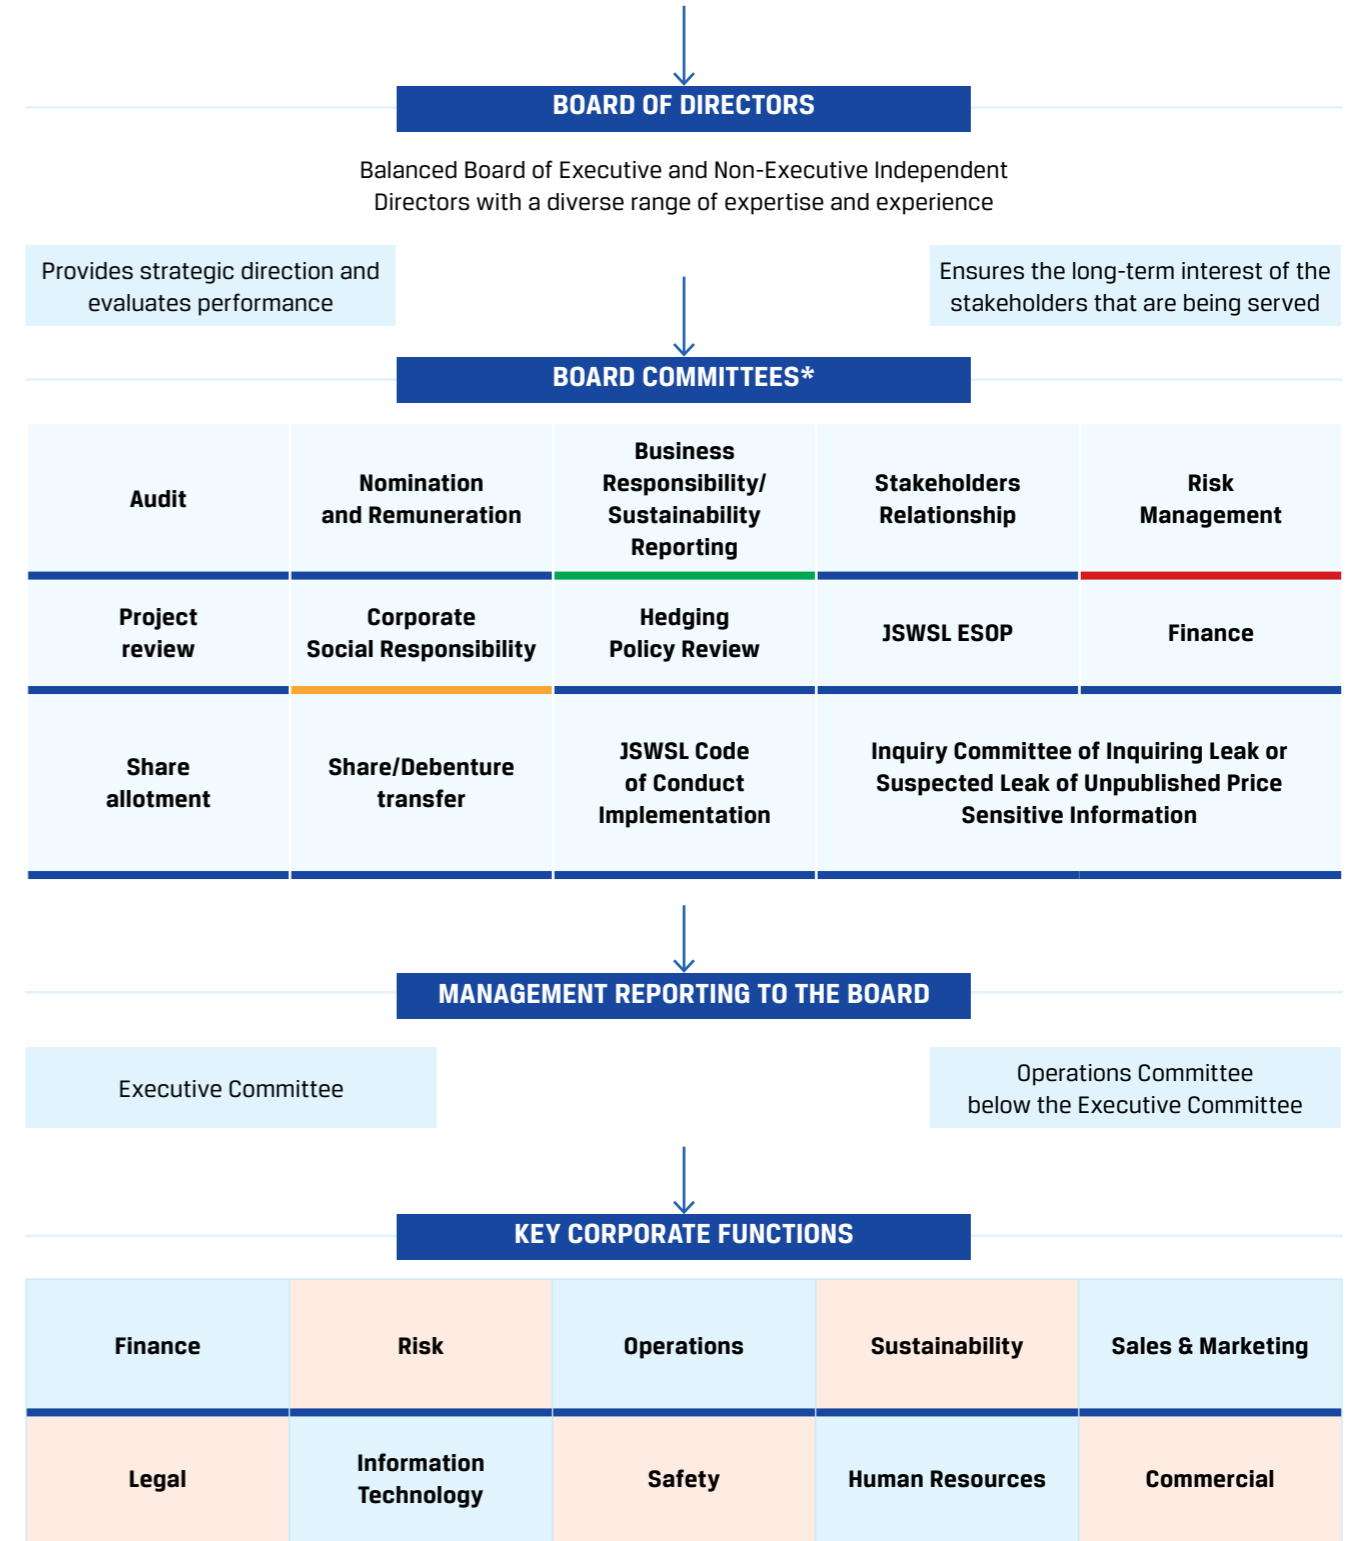 BOARD OF DIRECTORS
Balanced Board of Executive and Non-Executive Independent
Directors with a diverse range of expertise and experience
Provides strategic direction and
evaluates performance
Ensures the long-term interest of the
stakeholders that are being served
BOARD COMMITTEES*
Audit
Nomination
and Remuneration
Business
Responsibility/
Sustainability
Reporting
Stakeholders
Relationship
Risk
Management
Project
review
Corporate
Social Responsibility
Hedging
Policy Review
JSWSL ESOP
Finance
Share
allotment
Share/Debenture
transfer
JSWSL Code
of Conduct
Implementation
Inquiry Committee of Inquiring Leak or
Suspected Leak of Unpublished Price
Sensitive Information
MANAGEMENT REPORTING TO THE BOARD
Executive Committee
Operations Committee
below the Executive Committee
KEY CORPORATE FUNCTIONS
Finance
Risk
Operations
Sustainability
Sales & Marketing
Legal
Information
Technology
Safety
Human Resources
Commercial